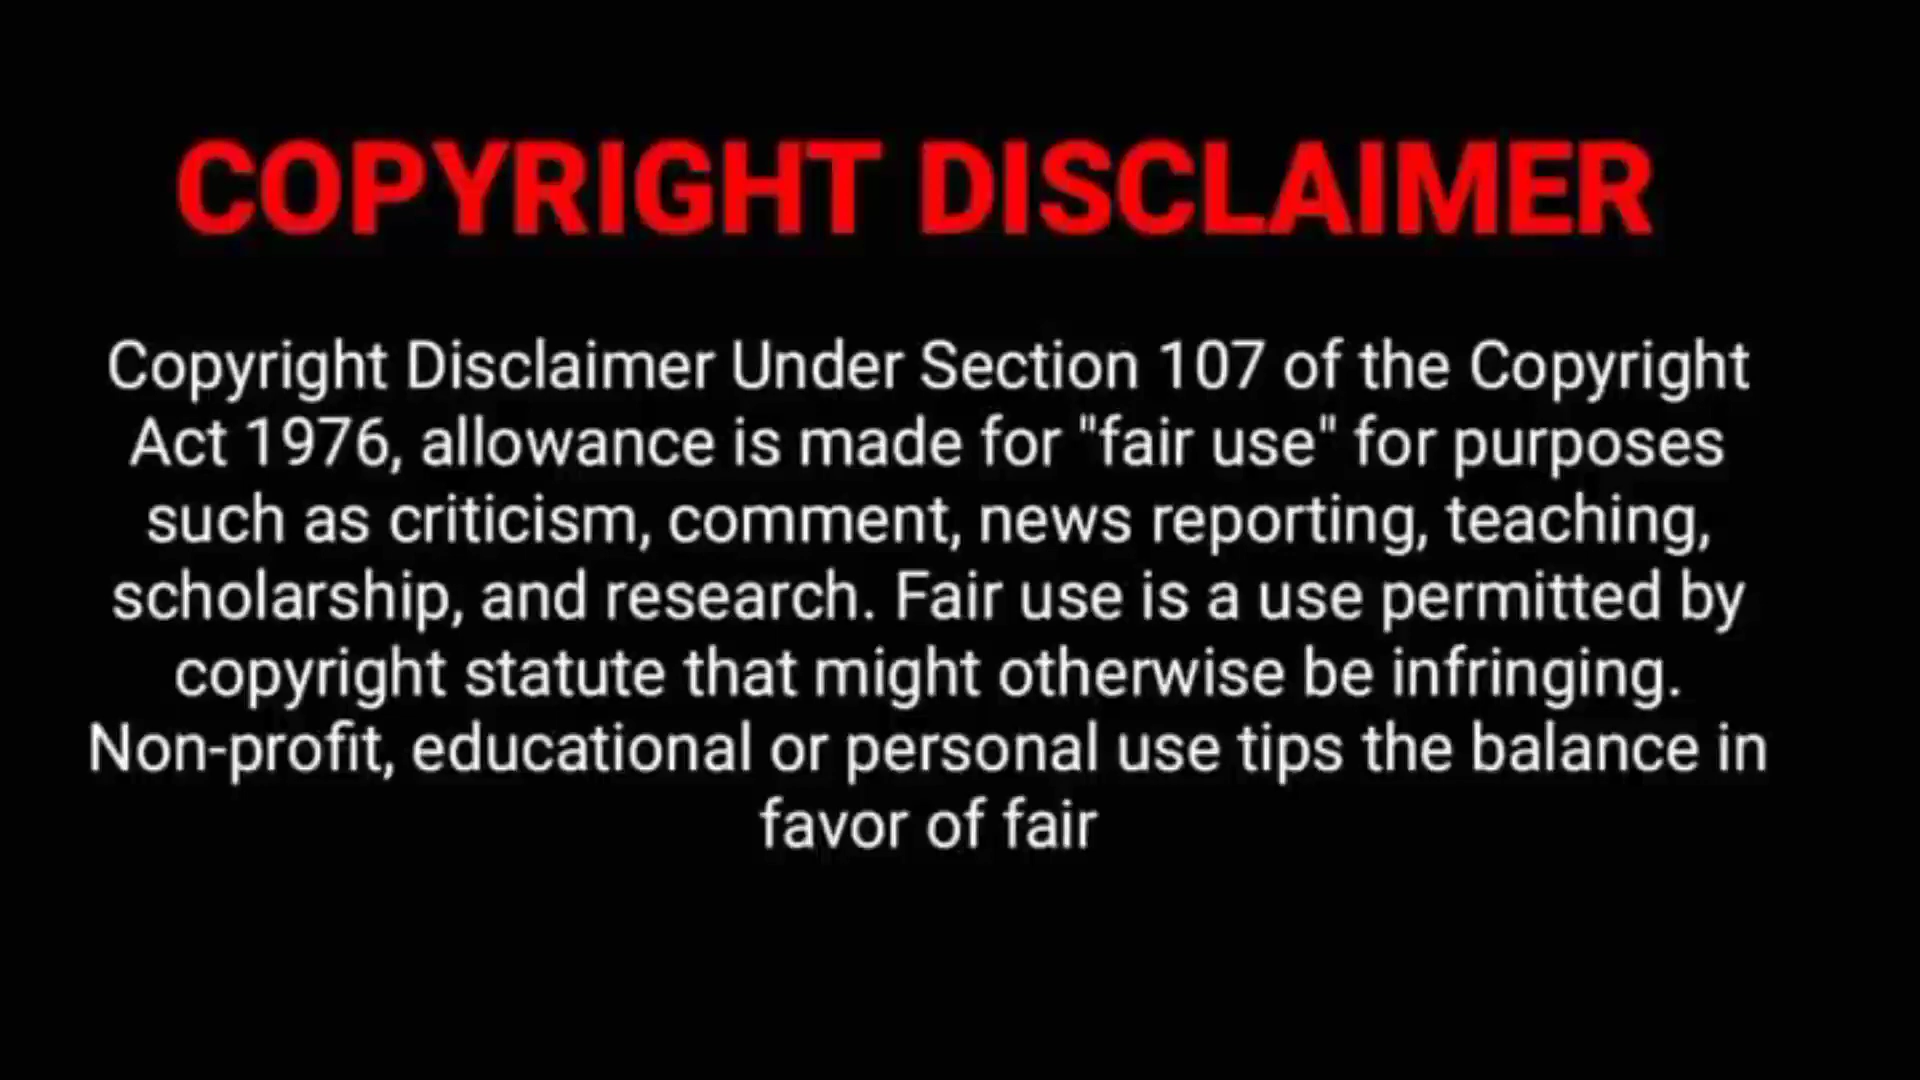 COPYRIGHT DISCLAIMER
Copyright Disclaimer Under Section 107 of the Copyright
Act 1976, allowance is made for "fair use" for purposes
such as criticism, comment, news reporting, teaching,
scholarship, and research. Fair use is a use permitted by
copyright statute that might otherwise be infringing.
Non-profit, educational or personal use tips the balance in
favor of fair